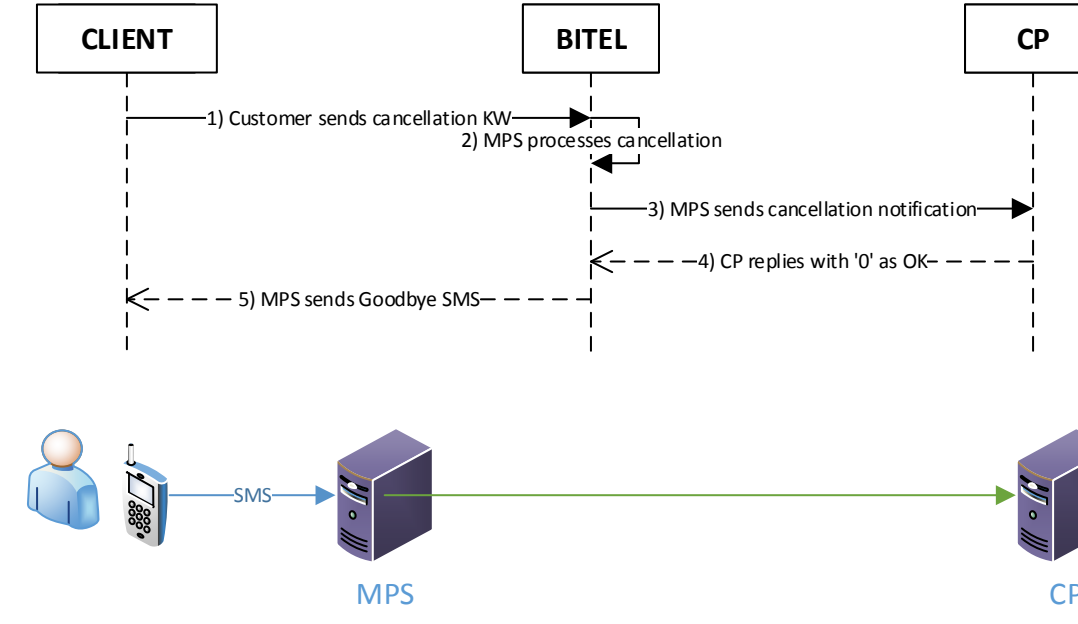 CLIENT
BITEL
CP
1) Customer sends cancellation KW
2) MPS processes cancellation
3) MPS sends cancellation notification
4) CP replies with '0' as OK
5) MPS sends Goodbye SMS
SMS
MPS
CP